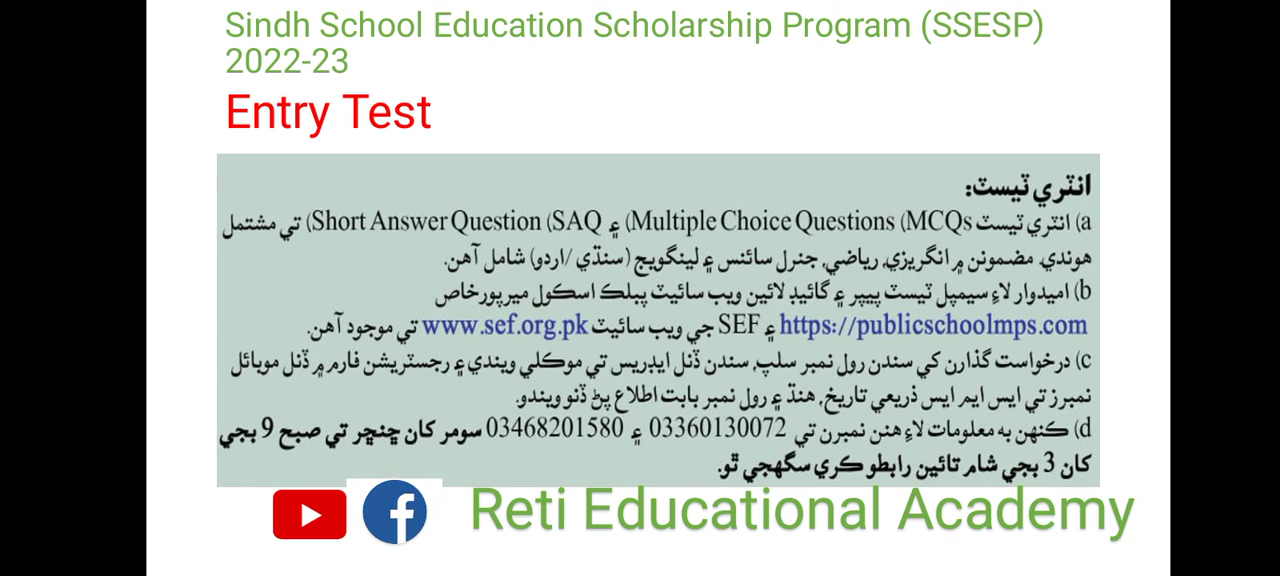 Sindh School Education Scholarship Program (SSESP)
2022-23
Entry Test
انٽري ٽيسٽ:
a) انٽري ٽيسٽ Multiple Choice Questions (MCQs) ۽ Short Answer Question (SAQ) تي مشتمل
هوندي. مضمونن ۾ انگريزي، رياضي، جنرل سائنس ۽ لينگويج (سنڌي /اردو) شامل آهن.
b) اميدوار لاءِ سيمپل ٽيسٽ پيپر ۽ گائيڊ لائين ويب سائيٽ پبلڪ اسڪول ميرپورخاص
https://publicschoolmps.com ۽ SEF جي ويب سائيٽ www.sef.org.pk تي موجود آهن.
c) درخواست گذارن کي سندن رول نمبر سلپ، سندن ڏنل ايڊريس تي موڪلي ويندي ۽ رجسٽريشن فارم ۾ ڏنل موبائل
نمبرز تي ايس ايم ايس ذريعي تاريخ، هنڌ ۽ رول نمبر بابت اطلاع پڻ ڏنو ويندو.
d) ڪنهن به معلومات لاءِ هنن نمبرن تي 03360130072 ۽ 03468201580 سومر کان ڇنڇر تي صبح 9 بجي
کان 3 بجي شام تائين رابطو ڪري سگهجي ٿو.
Reti Educational Academy